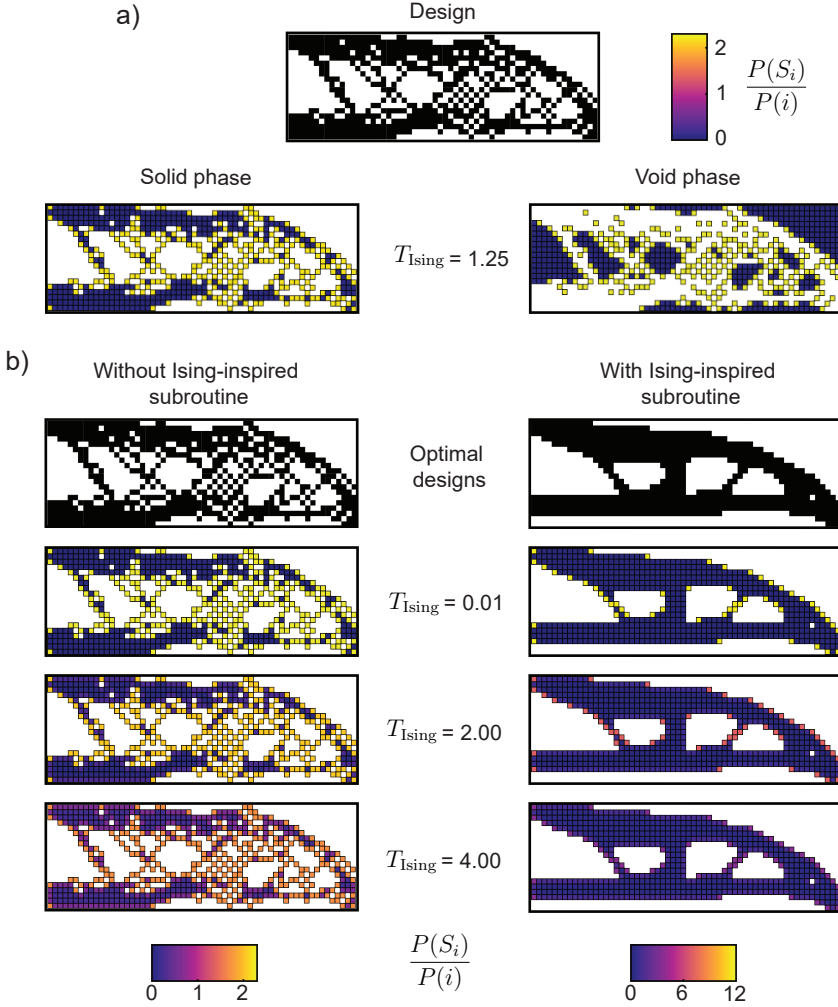 a)
Design
2
1
0
P(S_i)
P(i)
Solid phase
Void phase
T_Ising = 1.25
b)
Without Ising-inspired
subroutine
With Ising-inspired
subroutine
Optimal
designs
T_Ising = 0.01
T_Ising = 2.00
T_Ising = 4.00
P(S_i)
P(i)
0 1 2
0 6 12